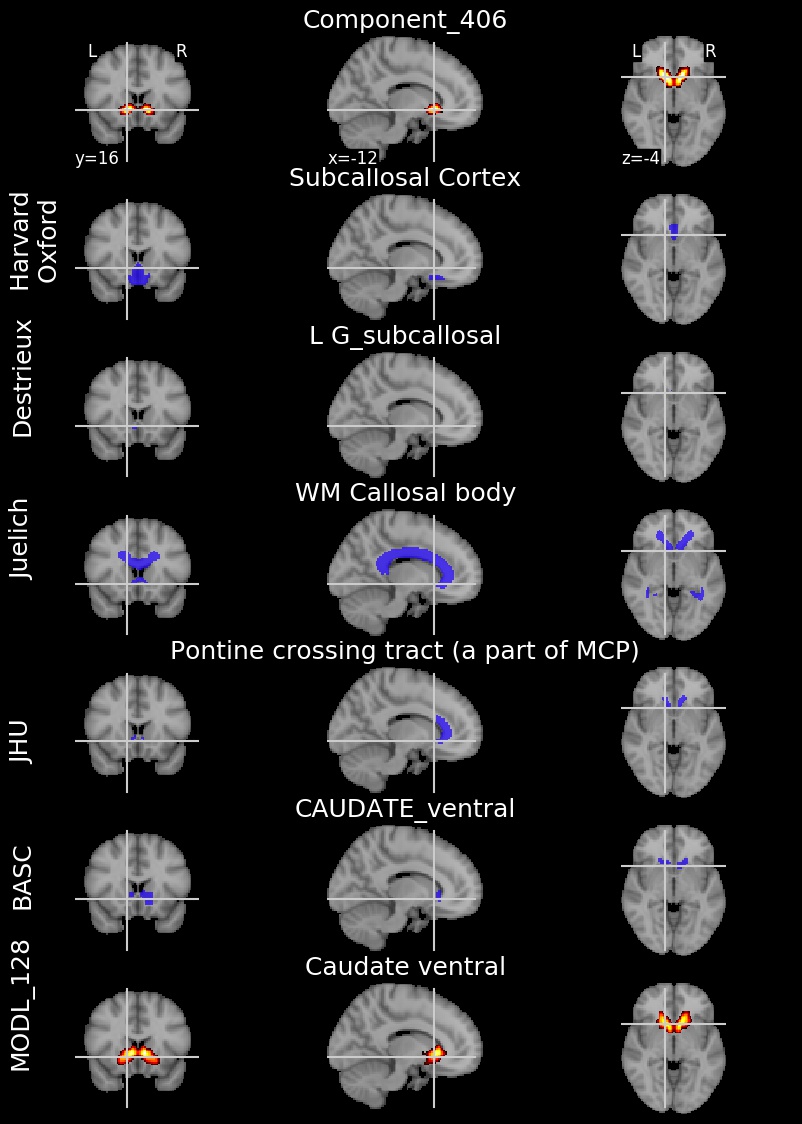 Component_406
L R L R
y=16 x=-12 z=-4
Subcallosal Cortex
Harvard
Oxford
L G_subcallosal
Destrieux
WM Callosal body
Juelich
Pontine crossing tract (a part of MCP)
JHU
CAUDATE_ventral
BASC
Caudate ventral
MODL_128